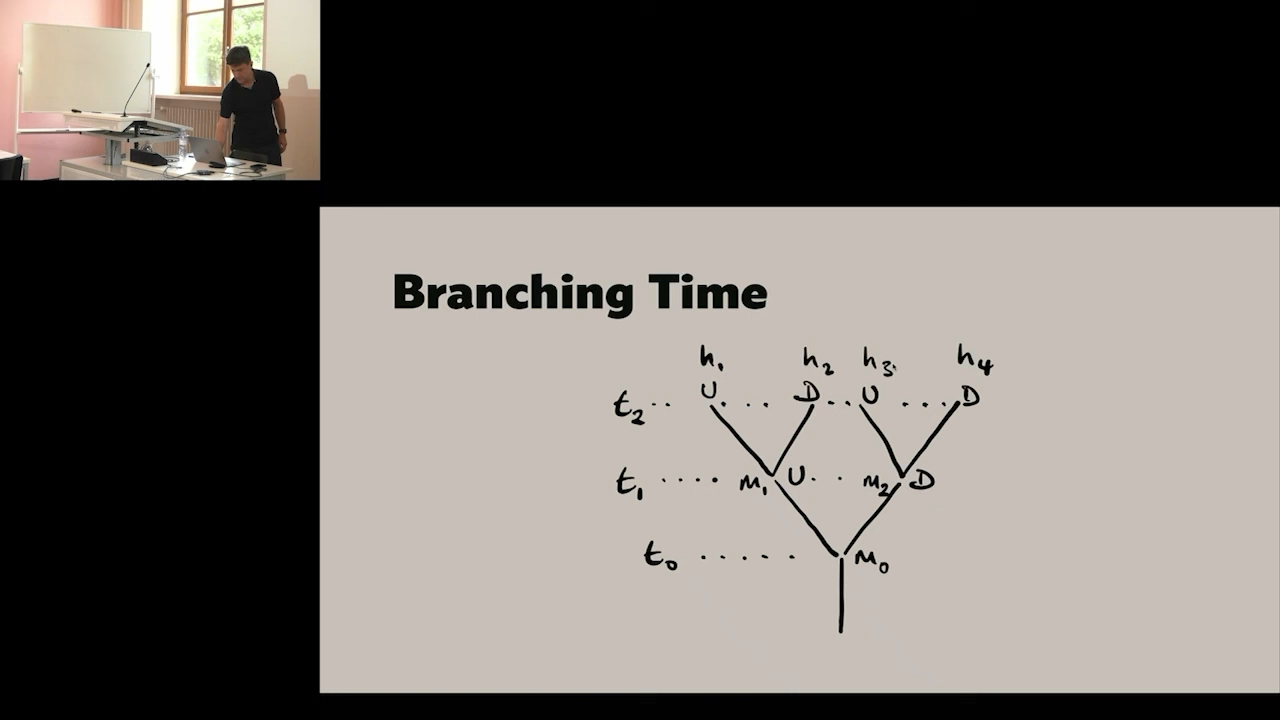 Branching Time
h₁ h₂ h₃ h₄
t₂ .. U . . . D . . U . . . D
t₁ .... m₁ U . . m₂ D
t₀ ..... m₀